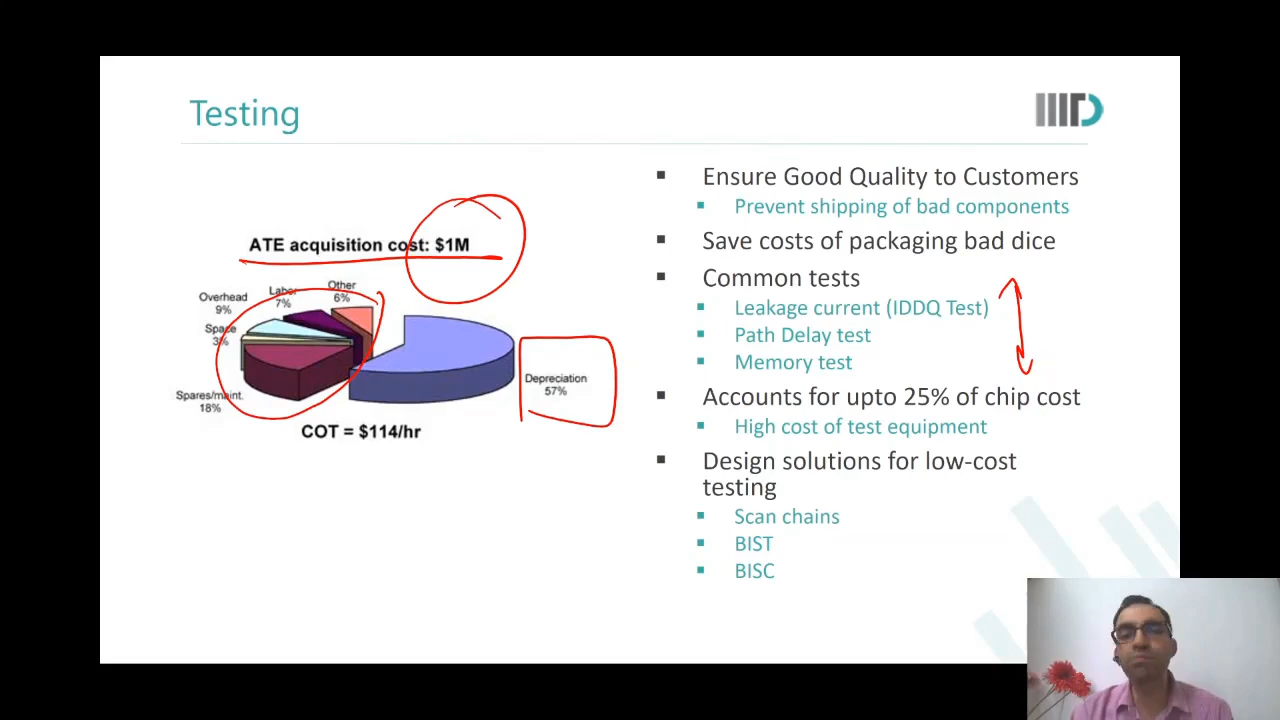 Testing
ATE acquisition cost: $1M
Other
6%
Labor
7%
Overhead
9%
Space
3%
Depreciation
57%
Spares/maint.
18%
COT = $114/hr
Ensure Good Quality to Customers
Prevent shipping of bad components
Save costs of packaging bad dice
Common tests
Leakage current (IDDQ Test)
Path Delay test
Memory test
Accounts for upto 25% of chip cost
High cost of test equipment
Design solutions for low-cost
testing
Scan chains
BIST
BISC